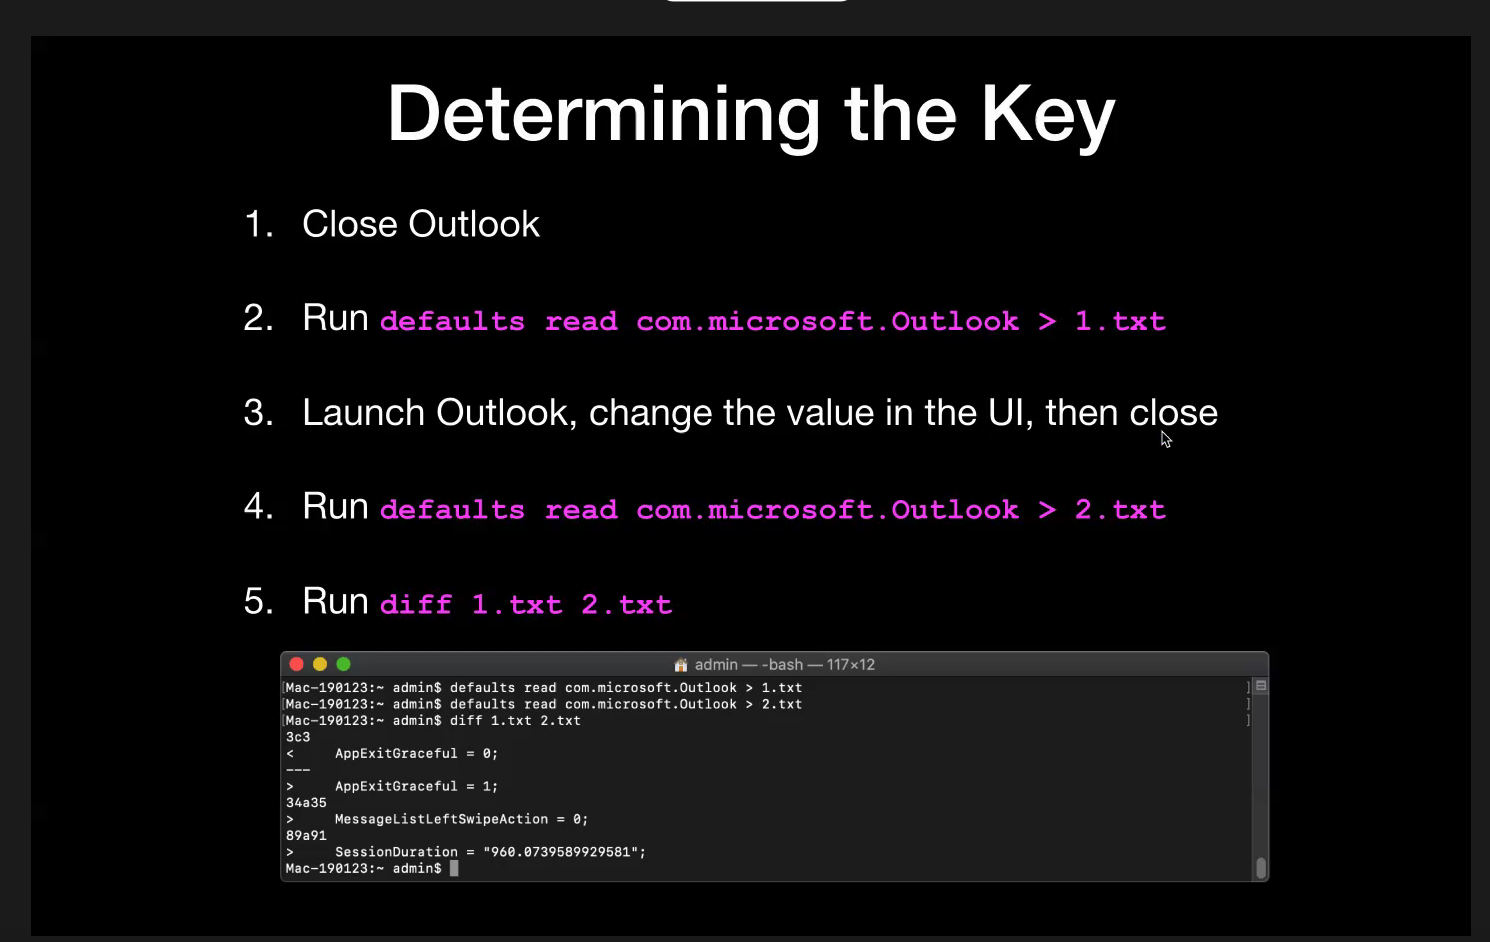 Determining the Key
1. Close Outlook
2. Run defaults read com.microsoft.Outlook > 1.txt
3. Launch Outlook, change the value in the UI, then close
4. Run defaults read com.microsoft.Outlook > 2.txt
5. Run diff 1.txt 2.txt
admin — -bash — 117×12
[Mac-190123:~ admin$ defaults read com.microsoft.Outlook > 1.txt ]
[Mac-190123:~ admin$ defaults read com.microsoft.Outlook > 2.txt ]
[Mac-190123:~ admin$ diff 1.txt 2.txt ]
3c3
< AppExitGraceful = 0;
---
> AppExitGraceful = 1;
34a35
> MessageListLeftSwipeAction = 0;
89a91
> SessionDuration = "960.0739589929581";
Mac-190123:~ admin$